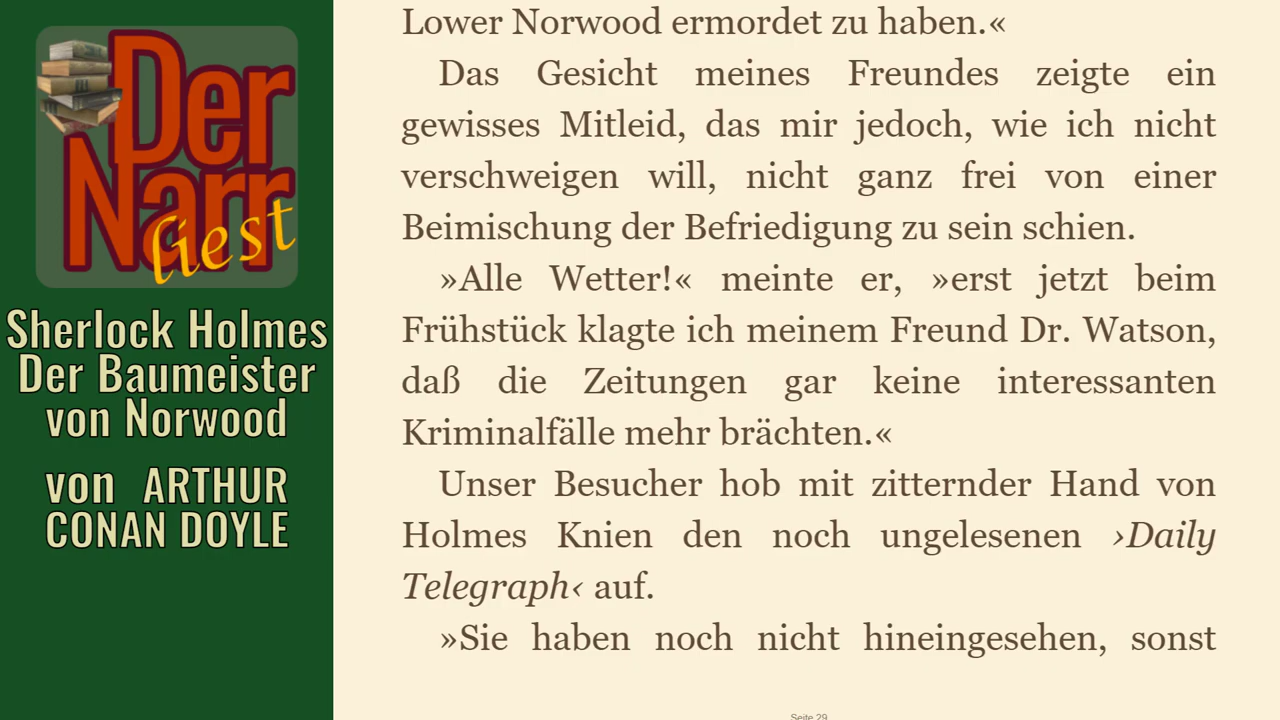 Der
Narr
liest
Sherlock Holmes
Der Baumeister
von Norwood
von ARTHUR
CONAN DOYLE
Lower Norwood ermordet zu haben.«
Das Gesicht meines Freundes zeigte ein
gewisses Mitleid, das mir jedoch, wie ich nicht
verschweigen will, nicht ganz frei von einer
Beimischung der Befriedigung zu sein schien.
»Alle Wetter!« meinte er, »erst jetzt beim
Frühstück klagte ich meinem Freund Dr. Watson,
daß die Zeitungen gar keine interessanten
Kriminalfälle mehr brächten.«
Unser Besucher hob mit zitternder Hand von
Holmes Knien den noch ungelesenen ›Daily
Telegraph‹ auf.
»Sie haben noch nicht hineingesehen, sonst
Seite 29